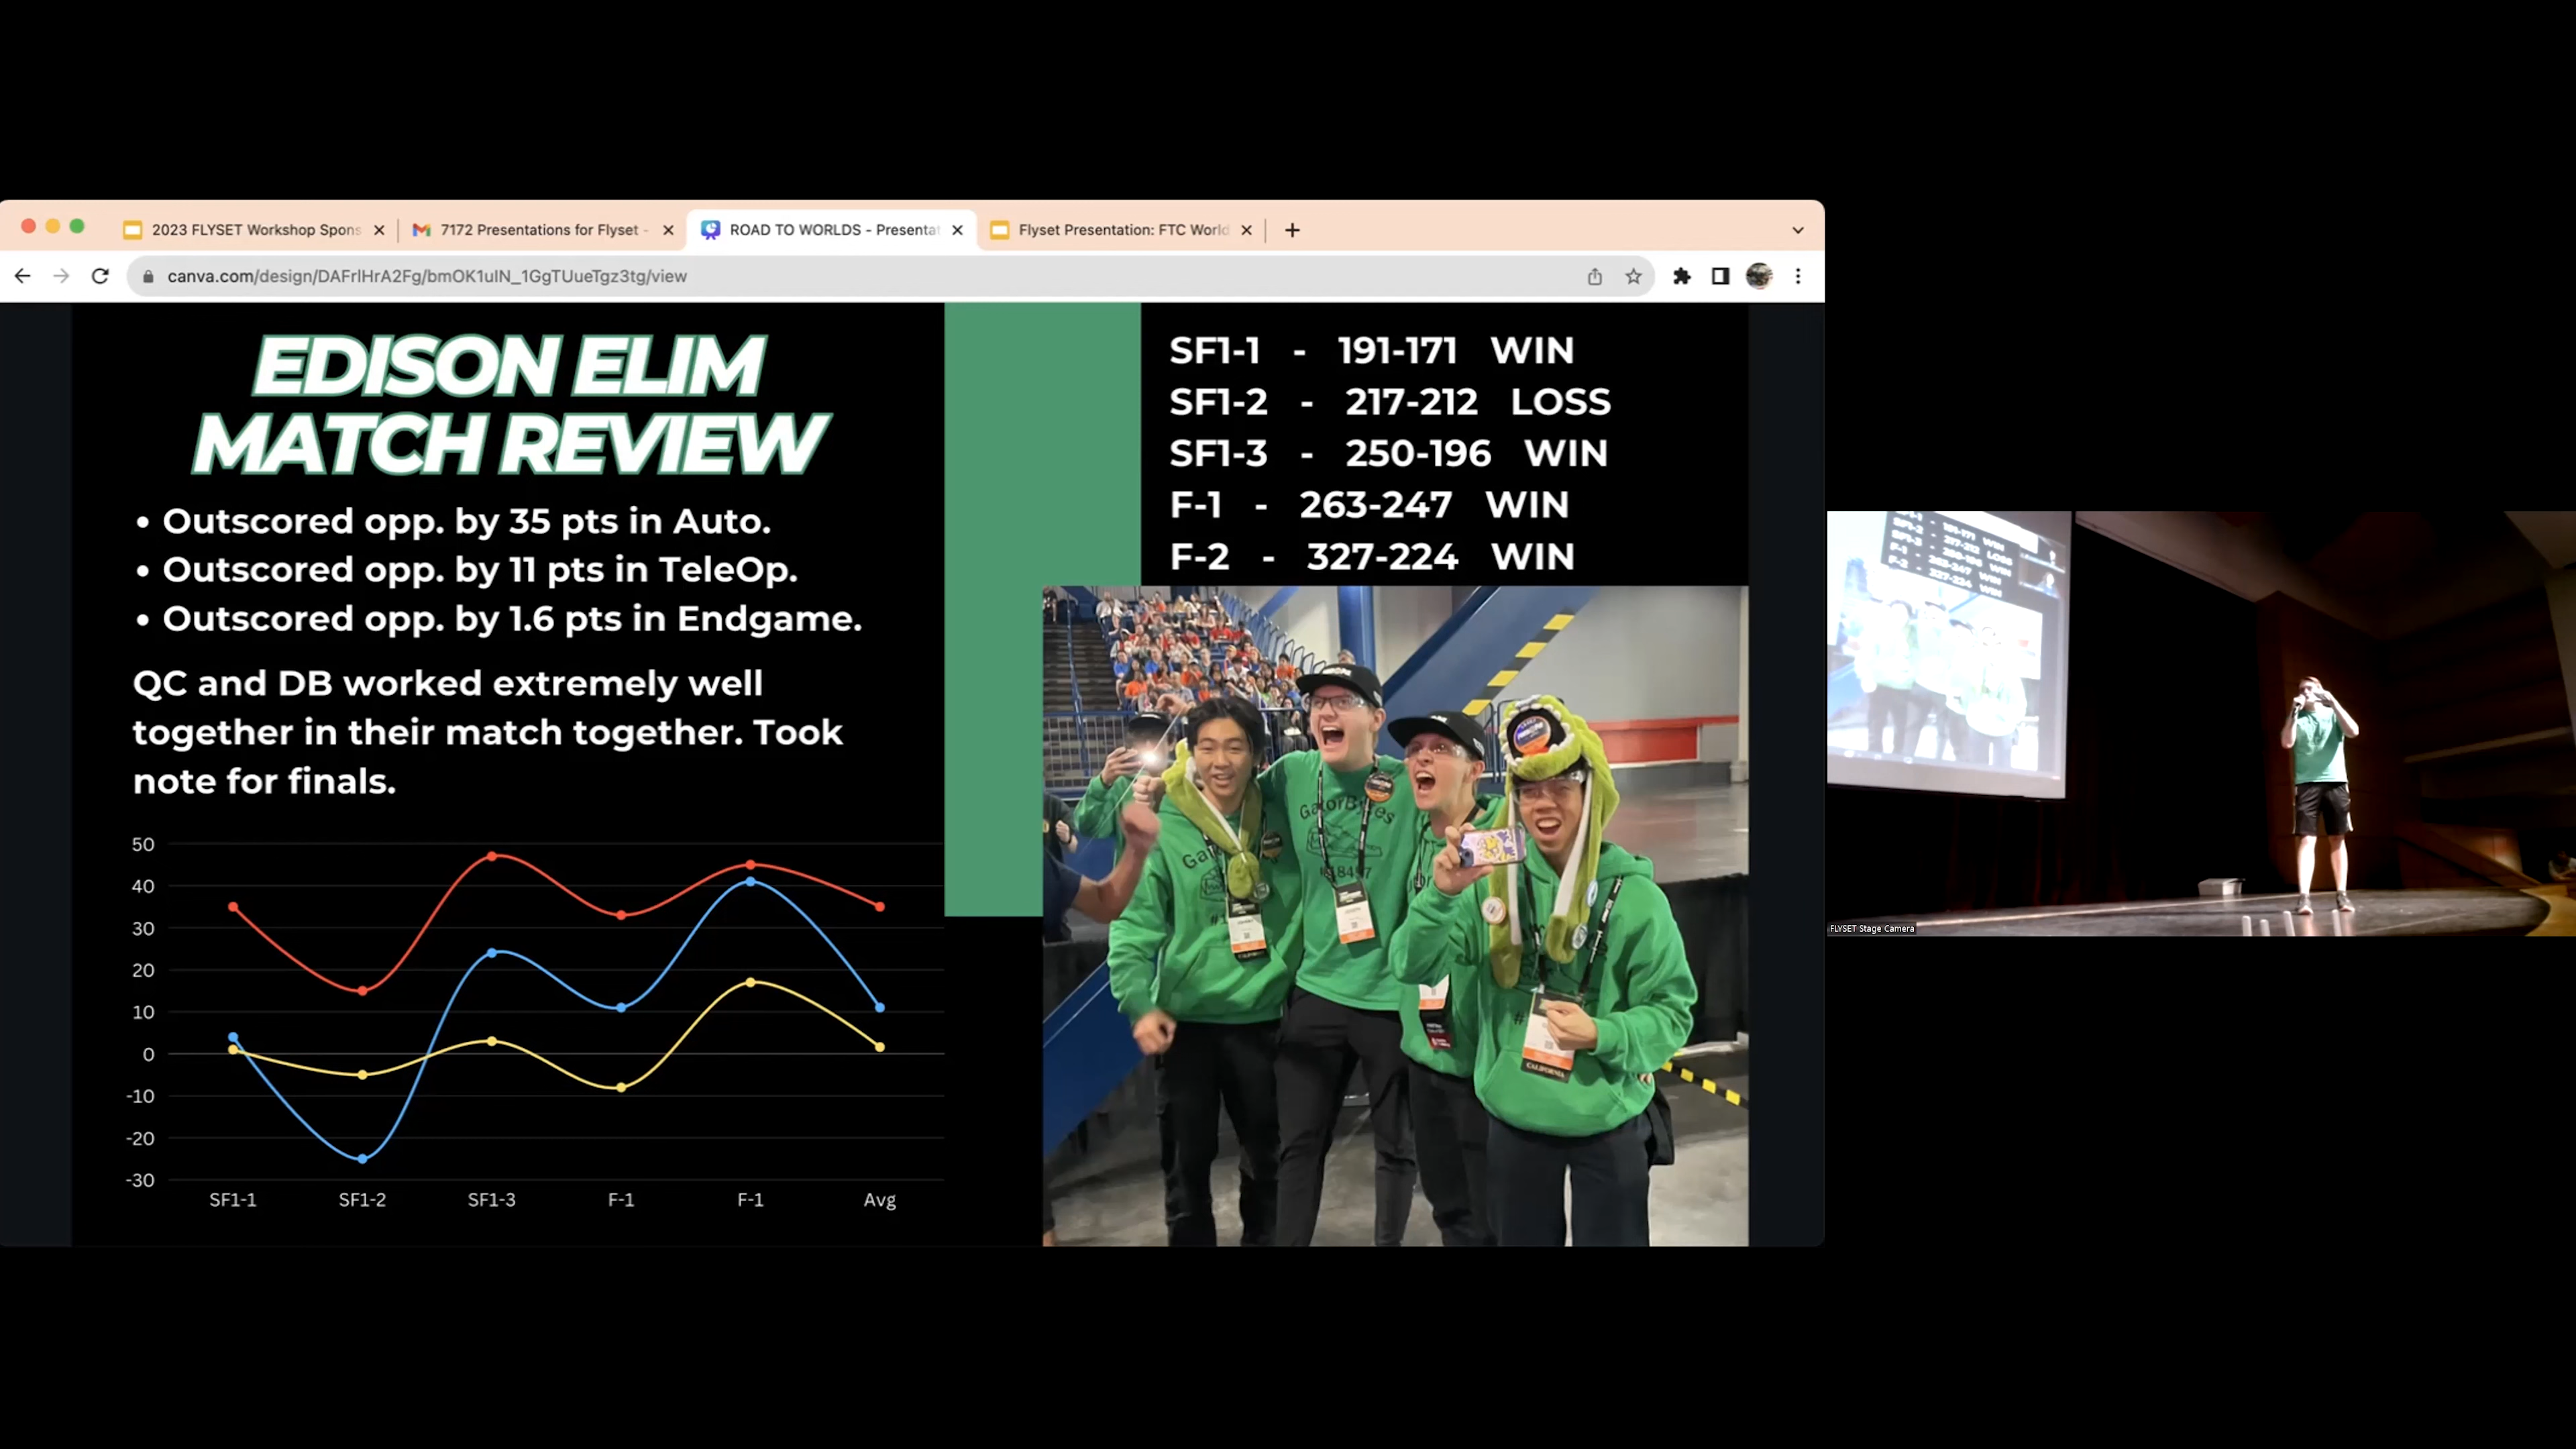 2023 FLYSET Workshop Spons
7172 Presentations for Flyset -
ROAD TO WORLDS - Presentat
Flyset Presentation: FTC World
canva.com/design/DAFrlHrA2Fg/bmOK1uIN_1GgTUueTgz3tg/view
EDISON ELIM
MATCH REVIEW
• Outscored opp. by 35 pts in Auto.
• Outscored opp. by 11 pts in TeleOp.
• Outscored opp. by 1.6 pts in Endgame.
QC and DB worked extremely well
together in their match together. Took
note for finals.
50
40
30
20
10
0
-10
-20
-30
SF1-1 SF1-2 SF1-3 F-1 F-1 Avg
SF1-1 - 191-171 WIN
SF1-2 - 217-212 LOSS
SF1-3 - 250-196 WIN
F-1 - 263-247 WIN
F-2 - 327-224 WIN
GatorBytes
#18497
CALIFORNIA
FLYSET Stage Camera